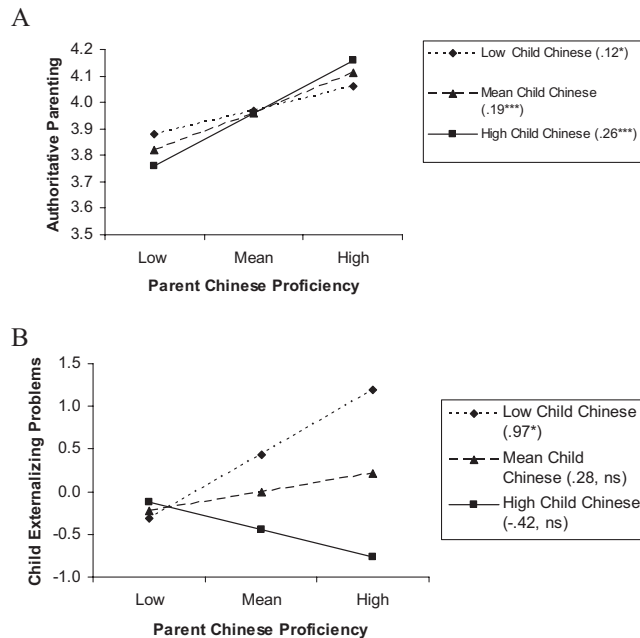 A
4.2
4.1
4.0
3.9
3.8
3.7
3.6
3.5
Authoritative Parenting
Low Mean High
Parent Chinese Proficiency
Low Child Chinese (.12*)
Mean Child Chinese
(.19***)
High Child Chinese (.26***)
B
1.5
1.0
0.5
0.0
-0.5
-1.0
Child Externalizing Problems
Low Mean High
Parent Chinese Proficiency
Low Child Chinese
(.97*)
Mean Child
Chinese (.28, ns)
High Child Chinese
(-.42, ns)